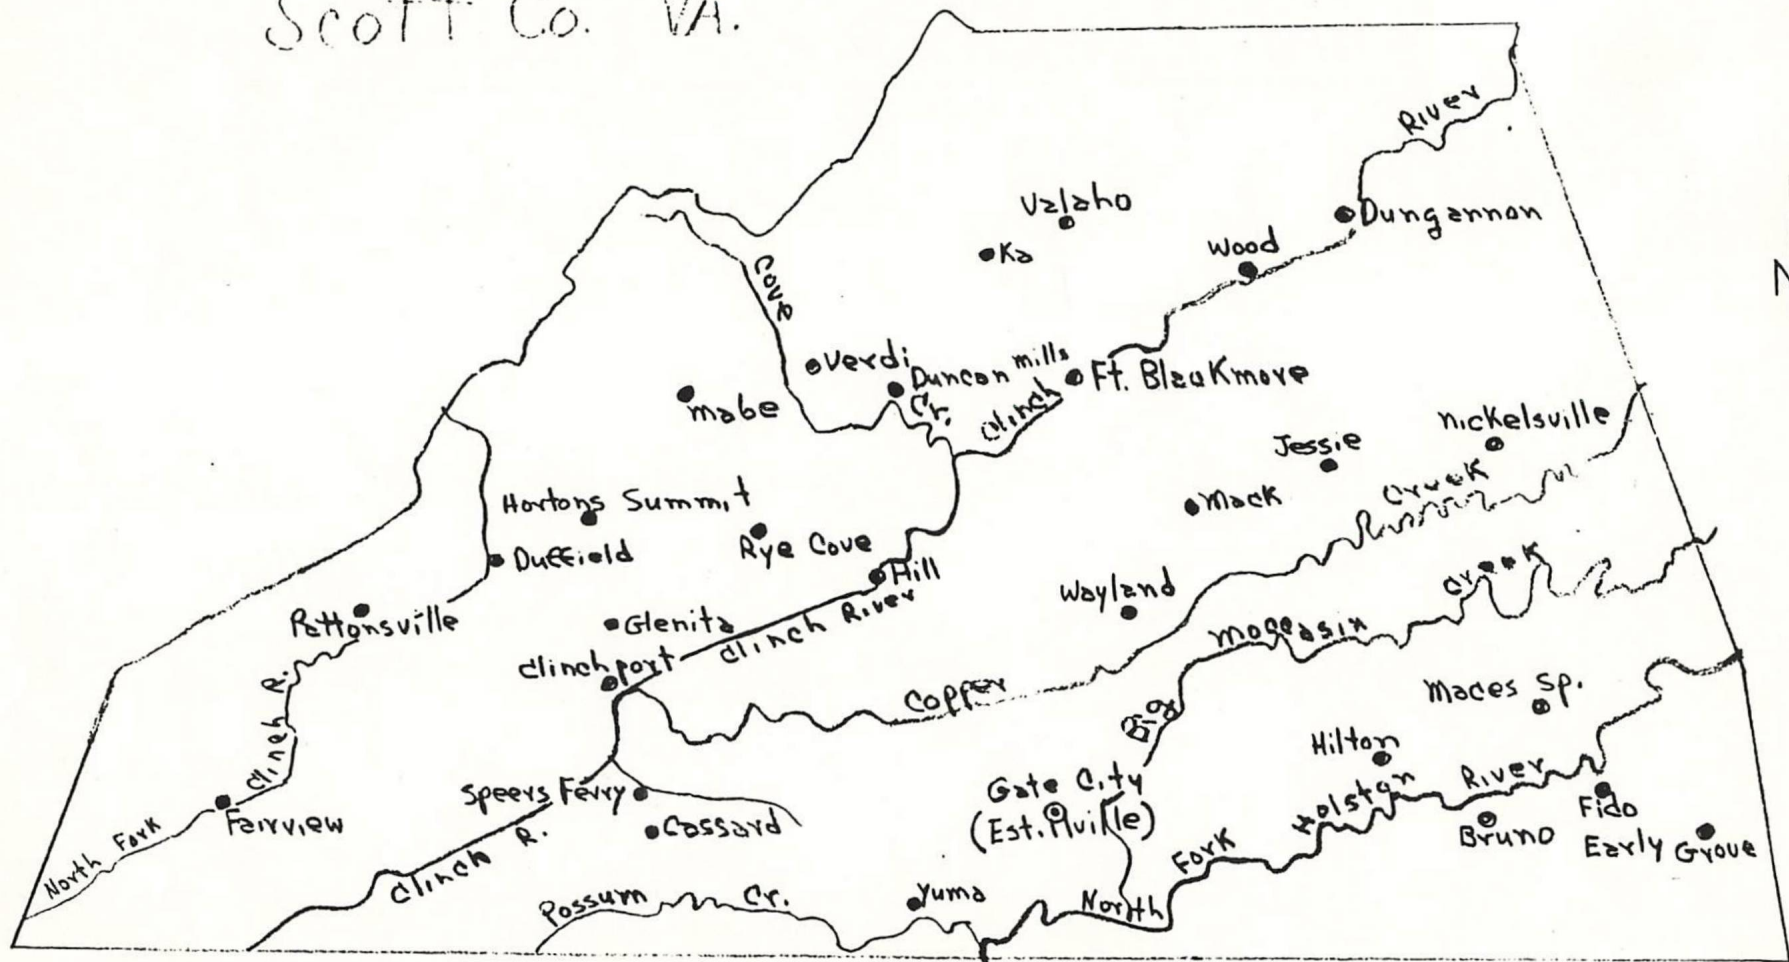 Scott Co. VA.
River
Valaho
Dungannon
Ka
Wood
N
Cove
Verdi
Duncan mills
Ft. Blackmore
mabe
Cr.
Clinch
Nickelsville
Jessie
Hortons Summit
Mack
Creek
Rye Cove
Duffield
Hill
Creek
Wayland
Pattonsville
Glenita
Clinch River
Moccasin
Clinchport
Clinch R.
Copper
Maces Sp.
Big
Hilton
Speers Ferry
Gate City
(Est.illville)
Holston River
Fido
Fairview
Cassard
Bruno
Early Grove
North Fork
Clinch R.
Fork
Possum Cr.
Yuma
North